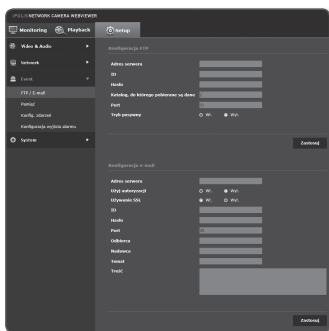 iPOLIS NETWORK CAMERA WEBVIEWER
Monitoring Playback Setup
Video & Audio
Network
Event
FTP / E-mail
Pamięć
Konfig. zdarzeń
Konfiguracja wyjścia alarmu
System
Konfiguracja FTP
Adres serwera
ID
Hasło
Katalog, do którego pobierane są dane
Port
Tryb pasywny Wł. Wył.
Zastosuj
Konfiguracja e-mail
Adres serwera
Użyj autoryzacji Wł. Wył.
Używanie SSL Wł. Wył.
ID
Hasło
Port
Odbiorca
Nadawca
Temat
Treść
Zastosuj